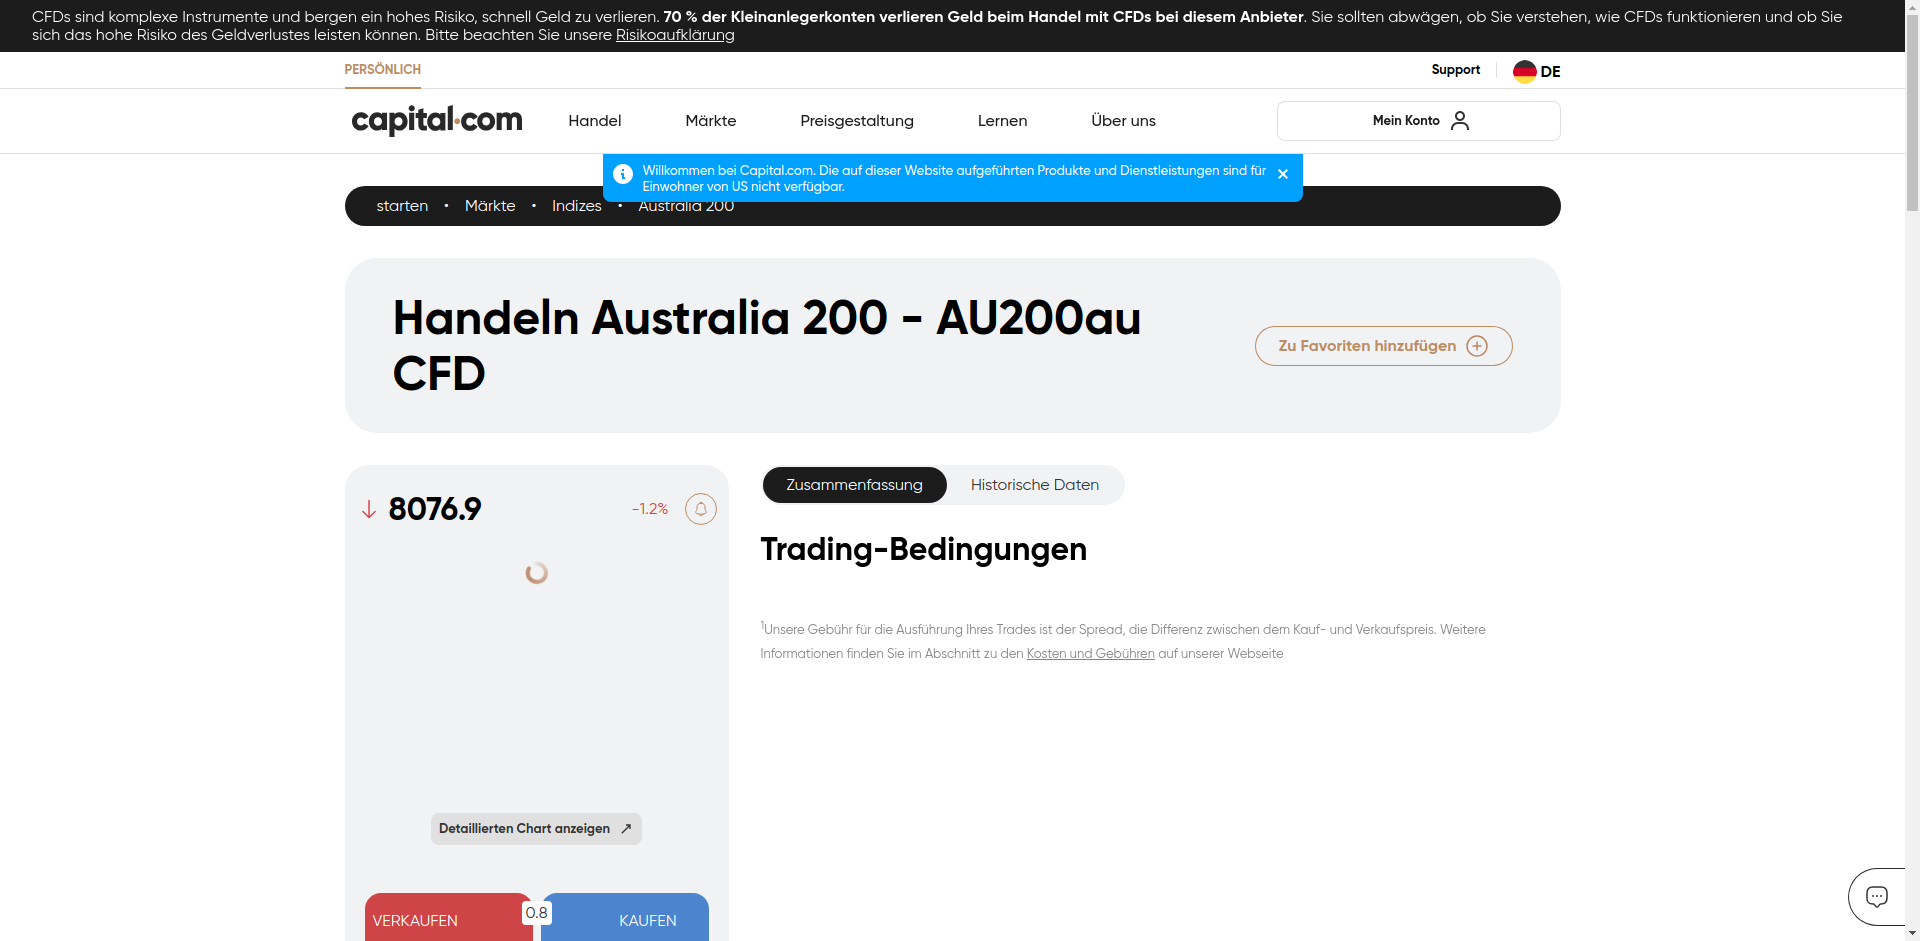 CFDs sind komplexe Instrumente und bergen ein hohes Risiko, schnell Geld zu verlieren. 70 % der Kleinanlegerkonten verlieren Geld beim Handel mit CFDs bei diesem Anbieter. Sie sollten abwägen, ob Sie verstehen, wie CFDs funktionieren und ob Sie
sich das hohe Risiko des Geldverlustes leisten können. Bitte beachten Sie unsere Risikoaufklärung
PERSÖNLICH
Support
DE
capital.com
Handel
Märkte
Preisgestaltung
Lernen
Über uns
Mein Konto
Willkommen bei Capital.com. Die auf dieser Website aufgeführten Produkte und Dienstleistungen sind für
Einwohner von US nicht verfügbar.
starten • Märkte • Indizes • Australia 200
Handeln Australia 200 - AU200au
CFD
Zu Favoriten hinzufügen
8076.9
-1.2%
Detaillierten Chart anzeigen
VERKAUFEN
0.8
KAUFEN
Zusammenfassung
Historische Daten
Trading-Bedingungen
1Unsere Gebühr für die Ausführung Ihres Trades ist der Spread, die Differenz zwischen dem Kauf- und Verkaufspreis. Weitere
Informationen finden Sie im Abschnitt zu den Kosten und Gebühren auf unserer Webseite